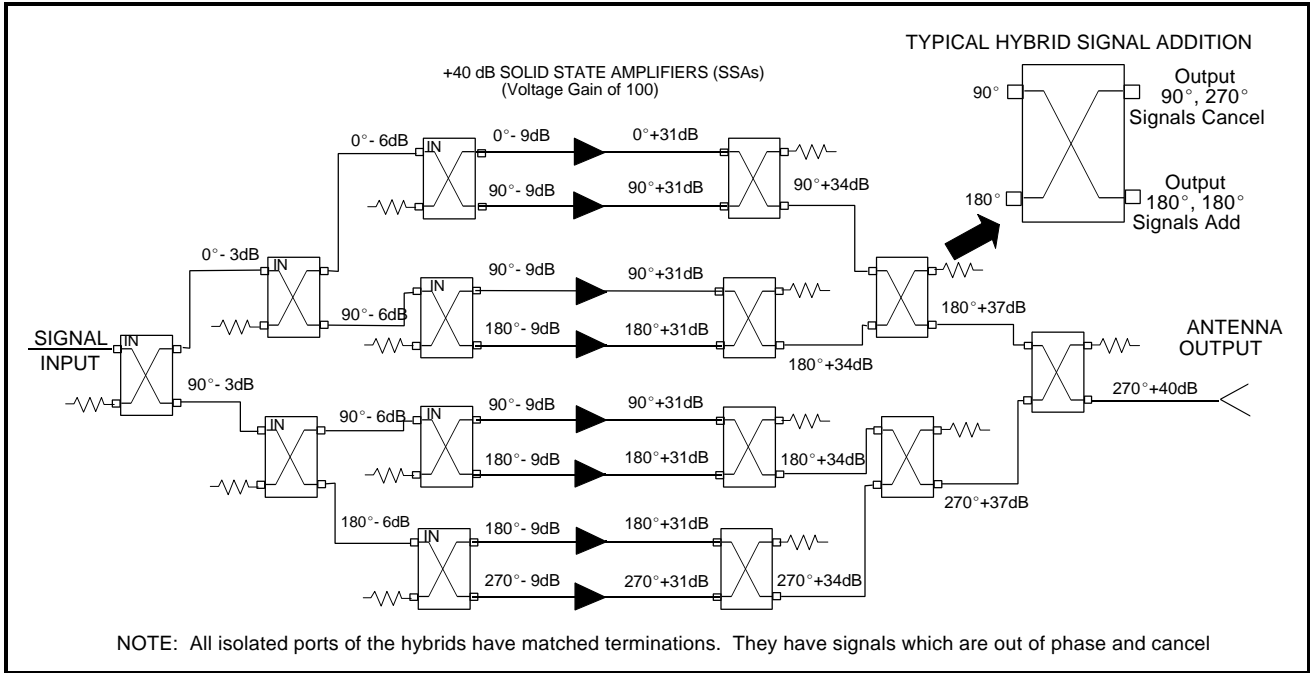 TYPICAL HYBRID SIGNAL ADDITION
90°
Output
90°, 270°
Signals Cancel
180°
Output
180°, 180°
Signals Add
+40 dB SOLID STATE AMPLIFIERS (SSAs)
(Voltage Gain of 100)
0°- 6dB
IN
0°- 9dB
0°+31dB
90°- 9dB
90°+31dB
90°+34dB
0°- 3dB
IN
90°- 6dB
IN
90°- 9dB
90°+31dB
180°- 9dB
180°+31dB
180°+34dB
180°+37dB
SIGNAL
INPUT
IN
ANTENNA
OUTPUT
270°+40dB
90°- 3dB
IN
90°- 6dB
IN
90°- 9dB
90°+31dB
180°- 9dB
180°+31dB
180°+34dB
270°+37dB
180°- 6dB
IN
180°- 9dB
180°+31dB
270°- 9dB
270°+31dB
270°+34dB
NOTE: All isolated ports of the hybrids have matched terminations. They have signals which are out of phase and cancel